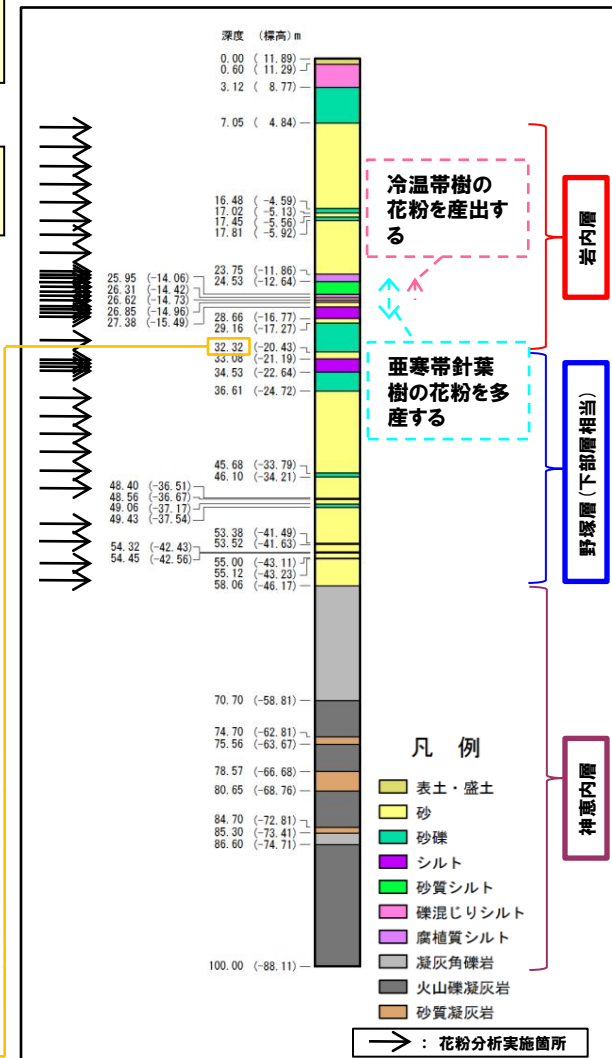 深度 (標高)m
0.00 ( 11.89)
0.60 ( 11.29)
3.12 ( 8.77)
7.05 ( 4.84)
16.48 ( -4.59)
17.02 ( -5.13)
17.45 ( -5.56)
17.81 ( -5.92)
23.75 (-11.86)
24.53 (-12.64)
25.95 (-14.06)
26.31 (-14.42)
26.62 (-14.73)
26.85 (-14.96)
27.38 (-15.49)
28.66 (-16.77)
29.16 (-17.27)
32.32 (-20.43)
33.08 (-21.19)
34.53 (-22.64)
36.61 (-24.72)
45.68 (-33.79)
46.10 (-34.21)
48.40 (-36.51)
48.56 (-36.67)
49.06 (-37.17)
49.43 (-37.54)
53.38 (-41.49)
53.52 (-41.63)
54.32 (-42.43)
54.45 (-42.56)
55.00 (-43.11)
55.12 (-43.23)
58.06 (-46.17)
70.70 (-58.81)
74.70 (-62.81)
75.56 (-63.67)
78.57 (-66.68)
80.65 (-68.76)
84.70 (-72.81)
85.30 (-73.41)
86.60 (-74.71)
100.00 (-88.11)
冷温帯樹の
花粉を産出す
る
亜寒帯針葉
樹の花粉を多
産する
岩内層
野塚層(下部層相当)
神恵内層
凡 例
表土・盛土
砂
砂礫
シルト
砂質シルト
礫混じりシルト
腐植質シルト
凝灰角礫岩
火山礫凝灰岩
砂質凝灰岩
: 花粉分析実施箇所